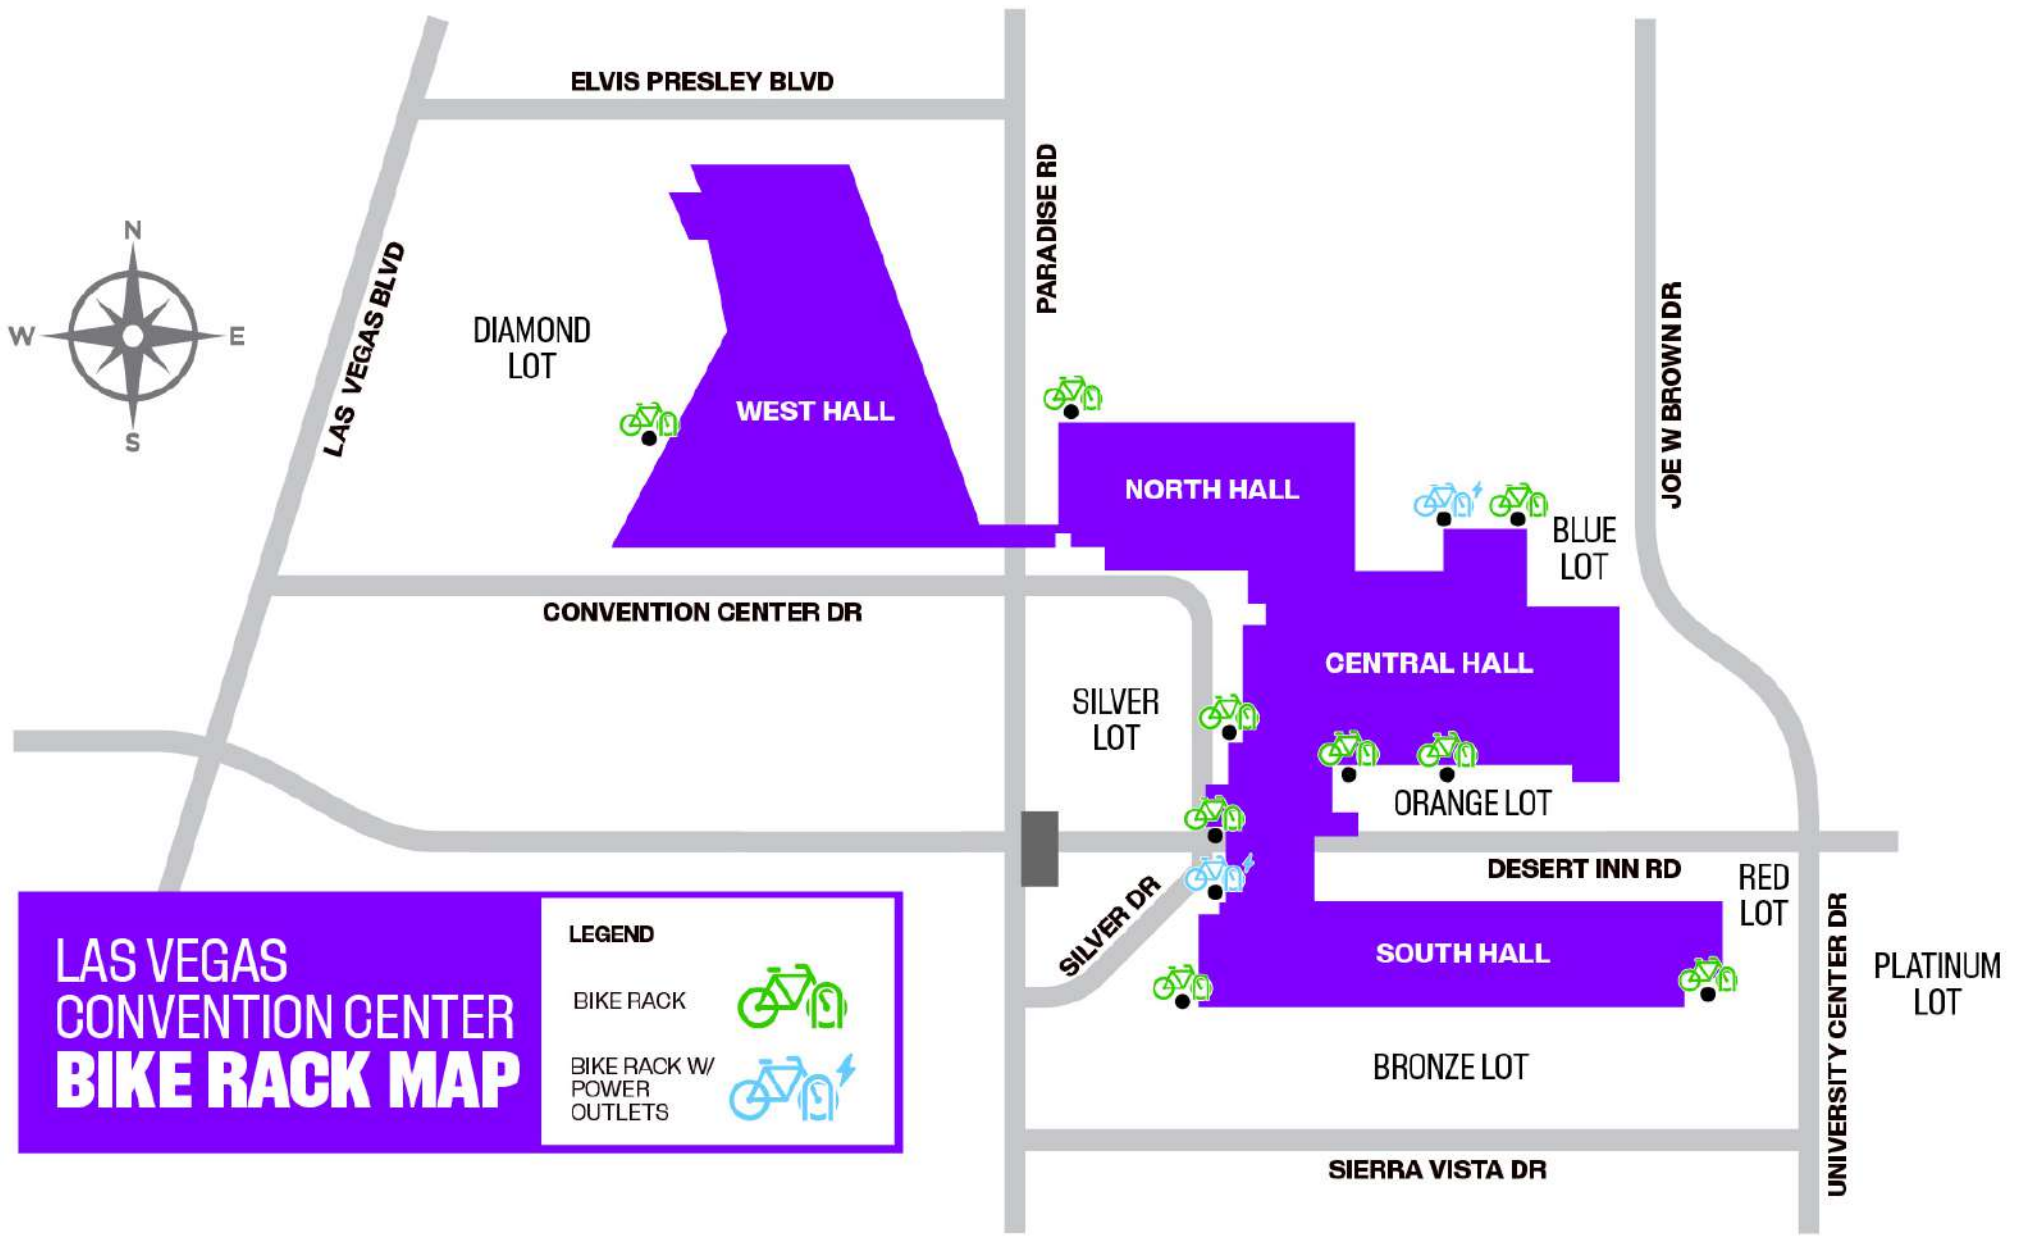 ELVIS PRESLEY BLVD
PARADISE RD
N
W
E
S
LAS VEGAS BLVD
JOE W BROWN DR
DIAMOND
LOT
WEST HALL
NORTH HALL
BLUE
LOT
CONVENTION CENTER DR
CENTRAL HALL
SILVER
LOT
ORANGE LOT
DESERT INN RD
RED
LOT
SILVER DR
SOUTH HALL
PLATINUM
LOT
UNIVERSITY CENTER DR
BRONZE LOT
SIERRA VISTA DR
LAS VEGAS
CONVENTION CENTER
BIKE RACK MAP
LEGEND
BIKE RACK
BIKE RACK W/
POWER
OUTLETS